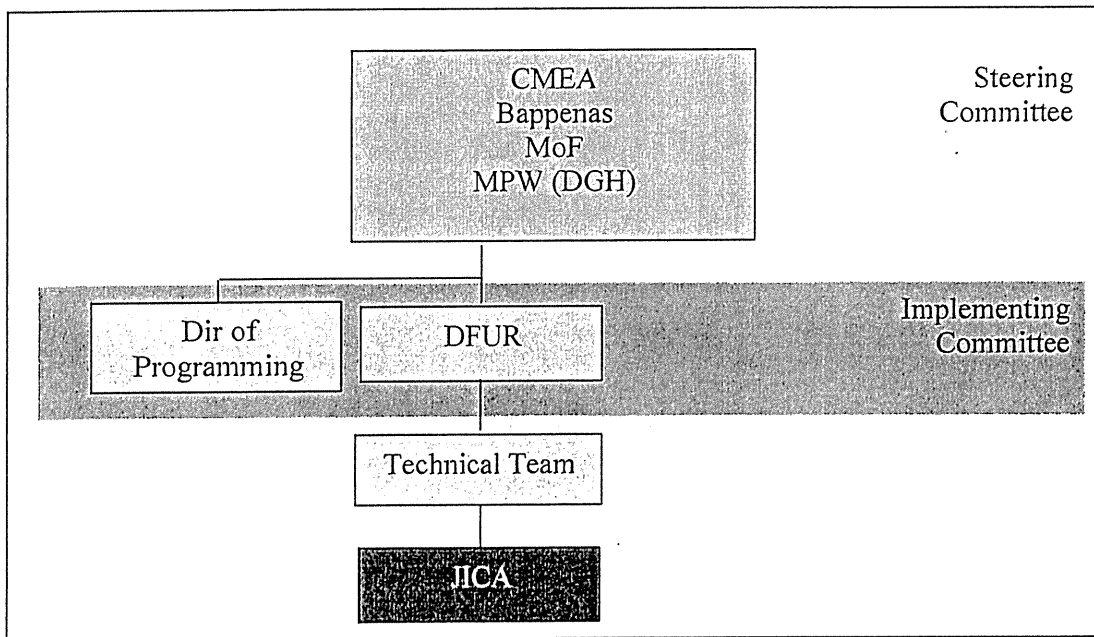 CMEA
Bappenas
MoF
MPW (DGH)
Steering
Committee
Dir of
Programming
DFUR
Implementing
Committee
Technical Team
JICA